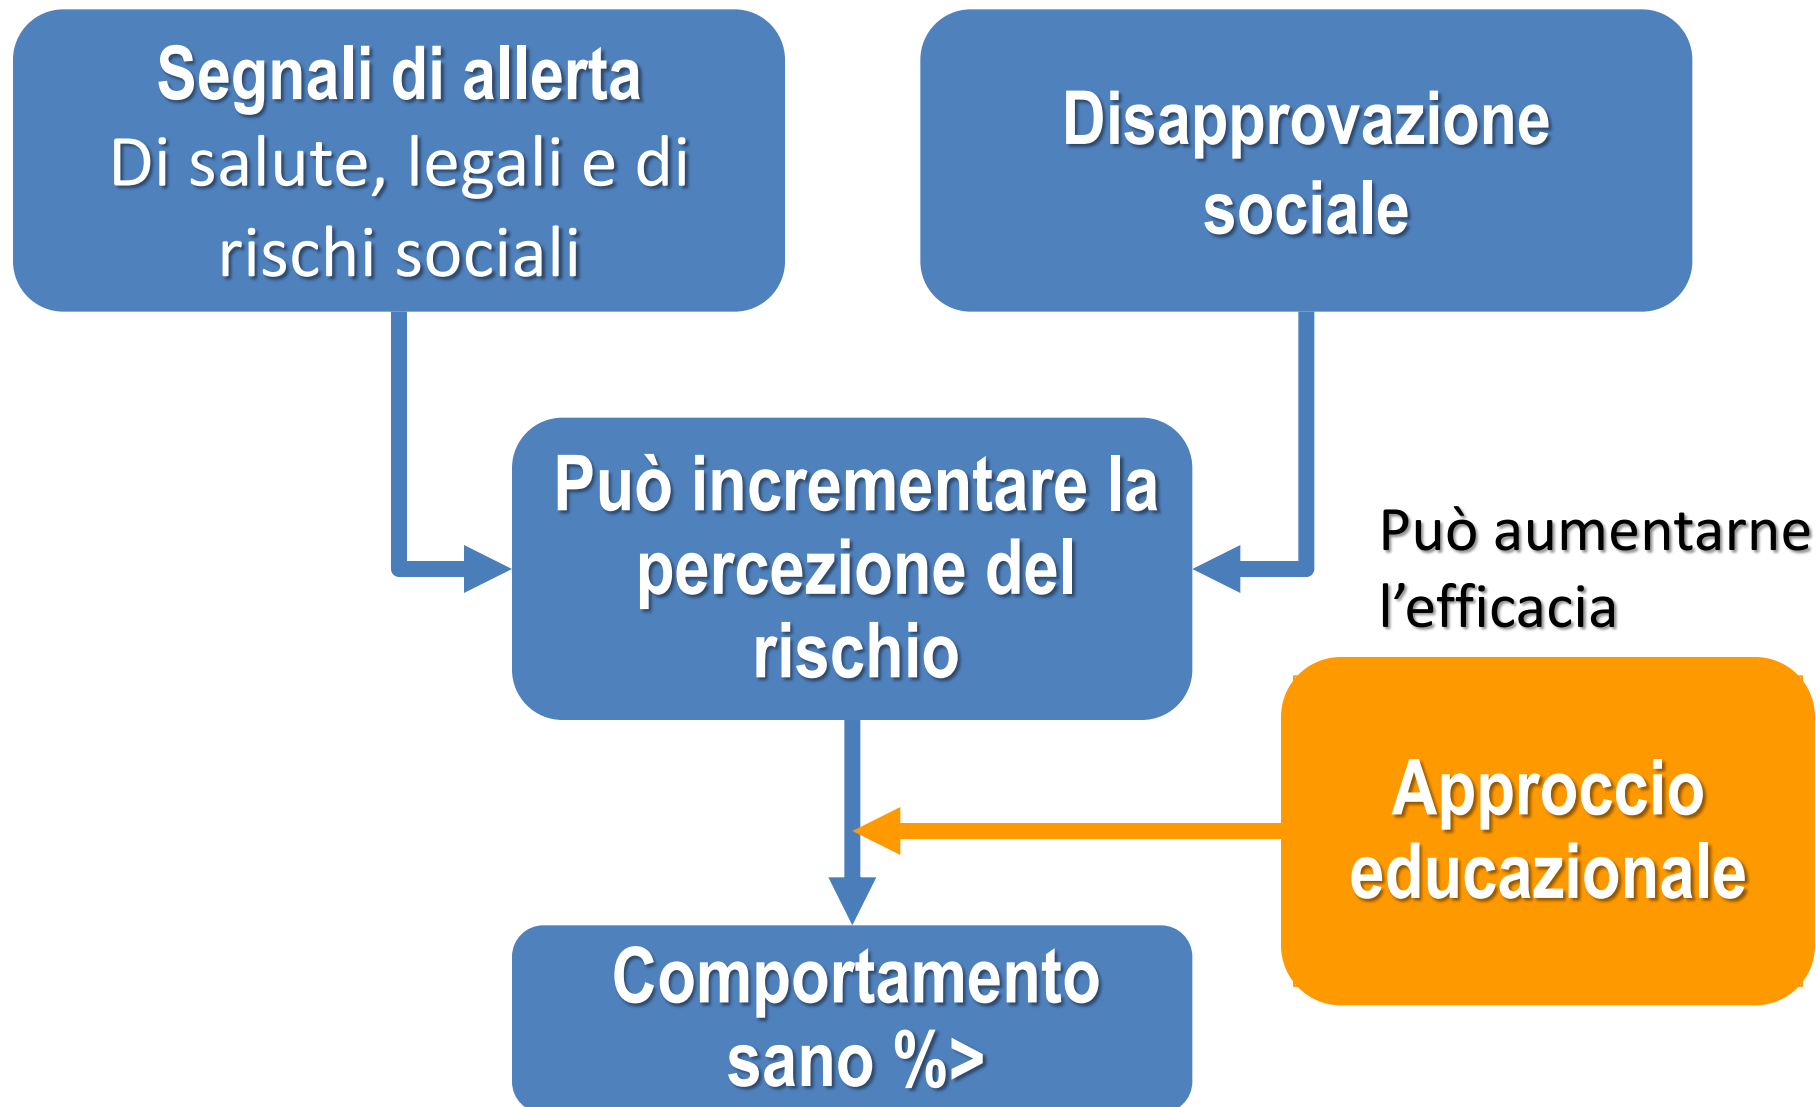 Segnali di allerta
Di salute, legali e di
rischi sociali
Disapprovazione
sociale
Può incrementare la
percezione del
rischio
Può aumentarne
l’efficacia
Approccio
educazionale
Comportamento
sano %>